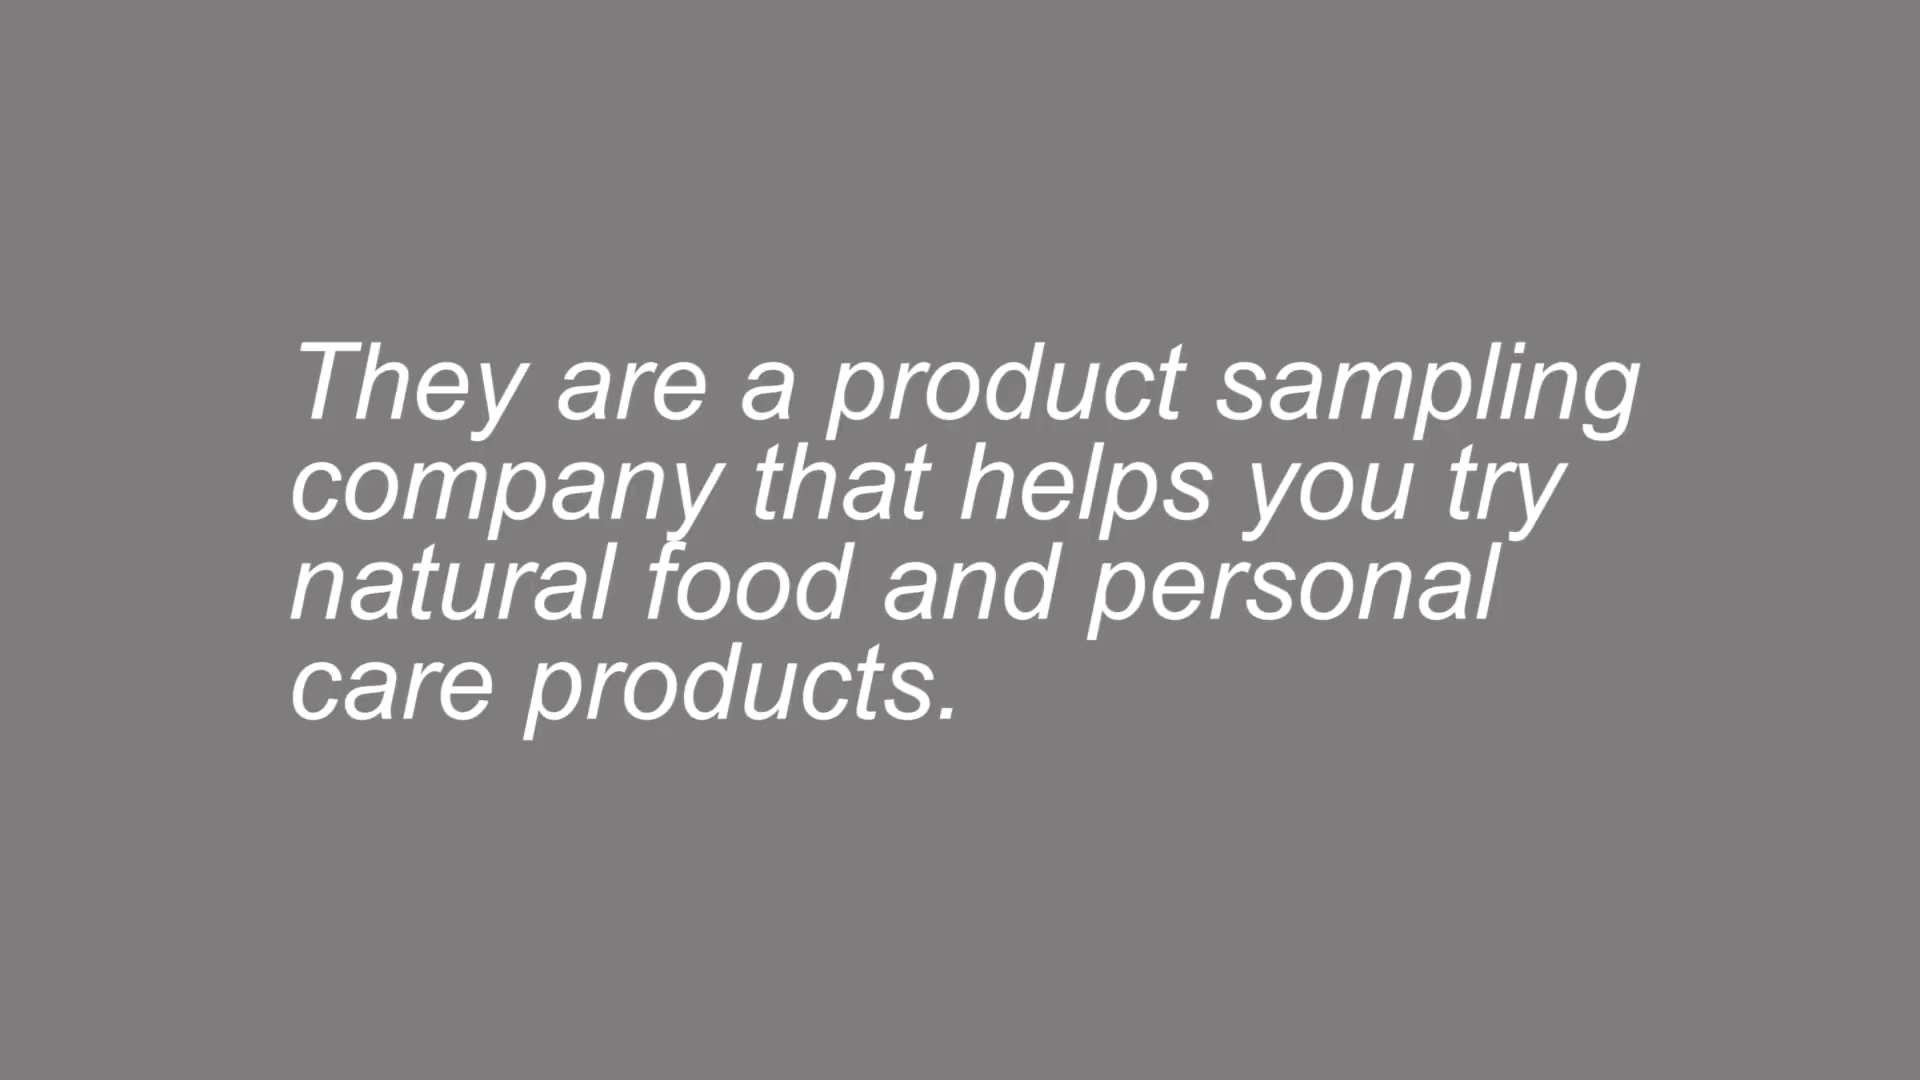 They are a product sampling
company that helps you try
natural food and personal
care products.